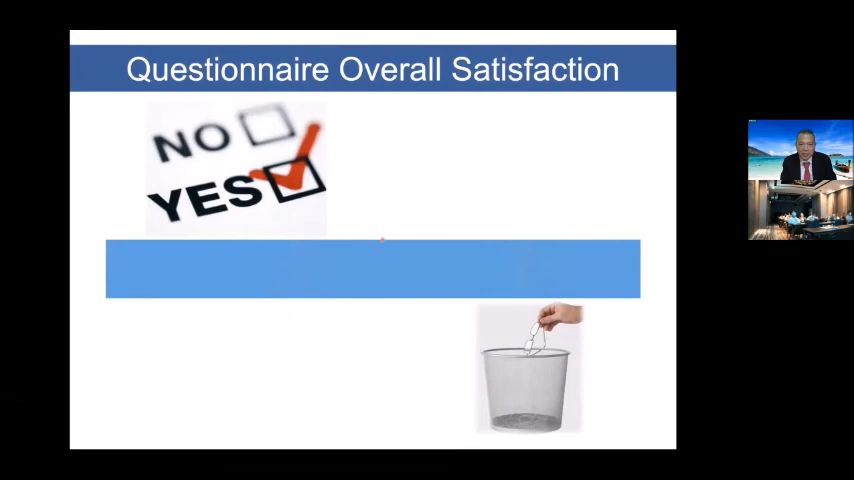 Questionnaire Overall Satisfaction
NO
YES